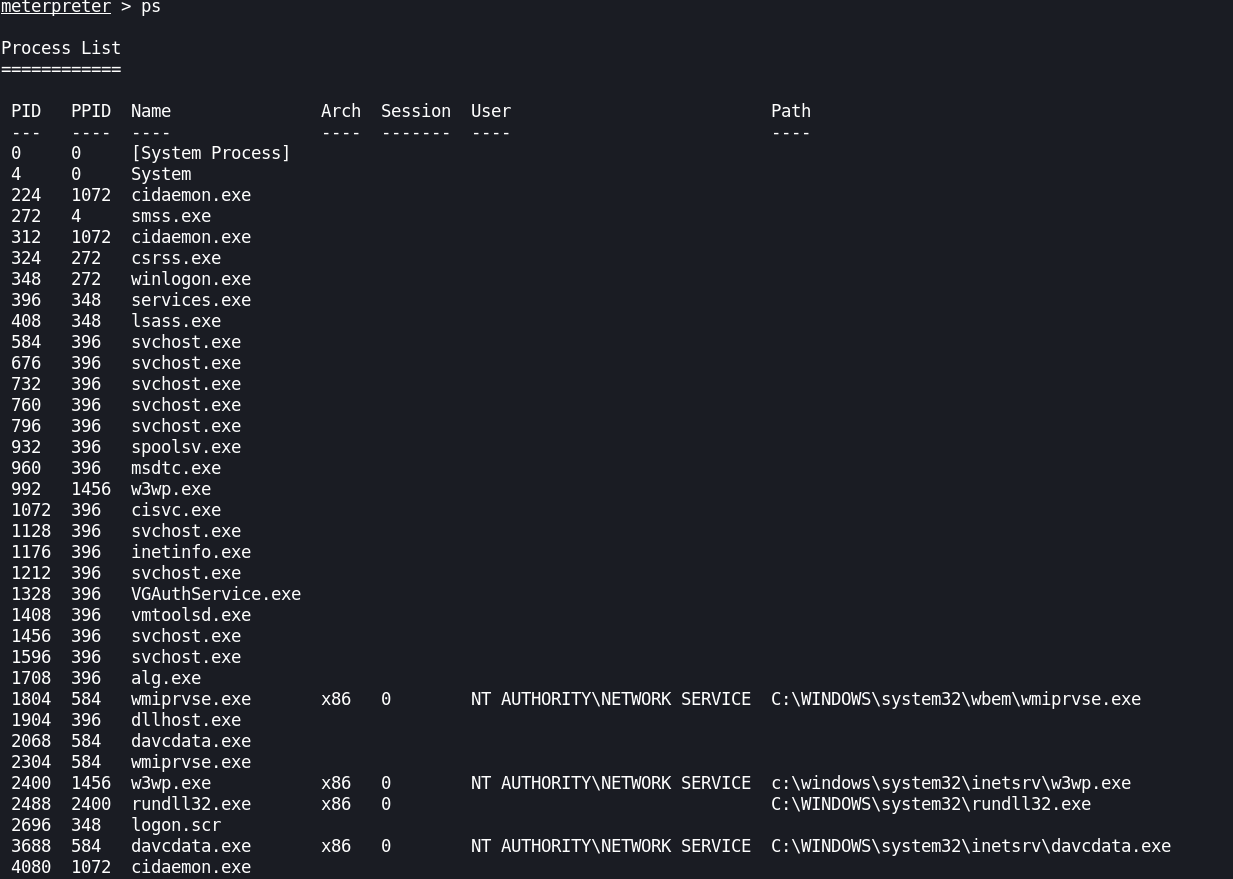 meterpreter > ps
Process List
============
PID PPID Name Arch Session User Path
--- ---- ---- ---- ------- ---- ----
0 0 [System Process]
4 0 System
224 1072 cidaemon.exe
272 4 smss.exe
312 1072 cidaemon.exe
324 272 csrss.exe
348 272 winlogon.exe
396 348 services.exe
408 348 lsass.exe
584 396 svchost.exe
676 396 svchost.exe
732 396 svchost.exe
760 396 svchost.exe
796 396 svchost.exe
932 396 spoolsv.exe
960 396 msdtc.exe
992 1456 w3wp.exe
1072 396 cisvc.exe
1128 396 svchost.exe
1176 396 inetinfo.exe
1212 396 svchost.exe
1328 396 VGAuthService.exe
1408 396 vmtoolsd.exe
1456 396 svchost.exe
1596 396 svchost.exe
1708 396 alg.exe
1804 584 wmiprvse.exe x86 0 NT AUTHORITY\NETWORK SERVICE C:\WINDOWS\system32\wbem\wmiprvse.exe
1904 396 dllhost.exe
2068 584 davcdata.exe
2304 584 wmiprvse.exe
2400 1456 w3wp.exe x86 0 NT AUTHORITY\NETWORK SERVICE c:\windows\system32\inetsrv\w3wp.exe
2488 2400 rundll32.exe x86 0 C:\WINDOWS\system32\rundll32.exe
2696 348 logon.scr
3688 584 davcdata.exe x86 0 NT AUTHORITY\NETWORK SERVICE C:\WINDOWS\system32\inetsrv\davcdata.exe
4080 1072 cidaemon.exe